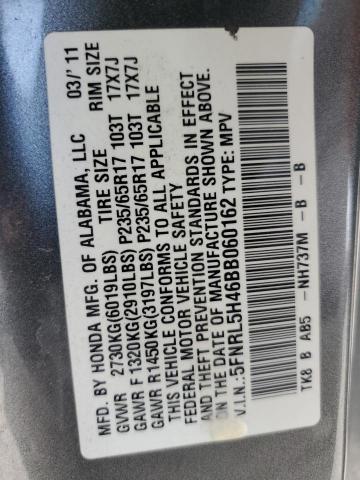 MFD. BY HONDA MFG. OF ALABAMA, LLC 03/'11
TIRE SIZE RIM SIZE
GVWR 2730KG(6019LBS)
GAWR F 1320KG(2910LBS) P235/65R17 103T 17X7J
GAWR R1450KG(3197LBS) P235/65R17 103T 17X7J
THIS VEHICLE CONFORMS TO ALL APPLICABLE
FEDERAL MOTOR VEHICLE SAFETY
AND THEFT PREVENTION STANDARDS IN EFFECT
ON THE DATE OF MANUFACTURE SHOWN ABOVE.
V.I.N.: 5FNRL5H46BB060162 TYPE: MPV
TK8 B AB5 - NH737M - B - B